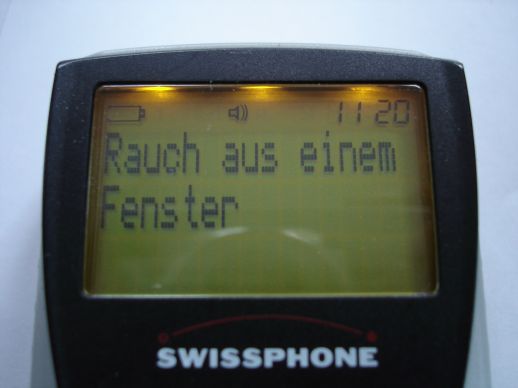 11 20
Rauch aus einem
Fenster
SWISSPHONE